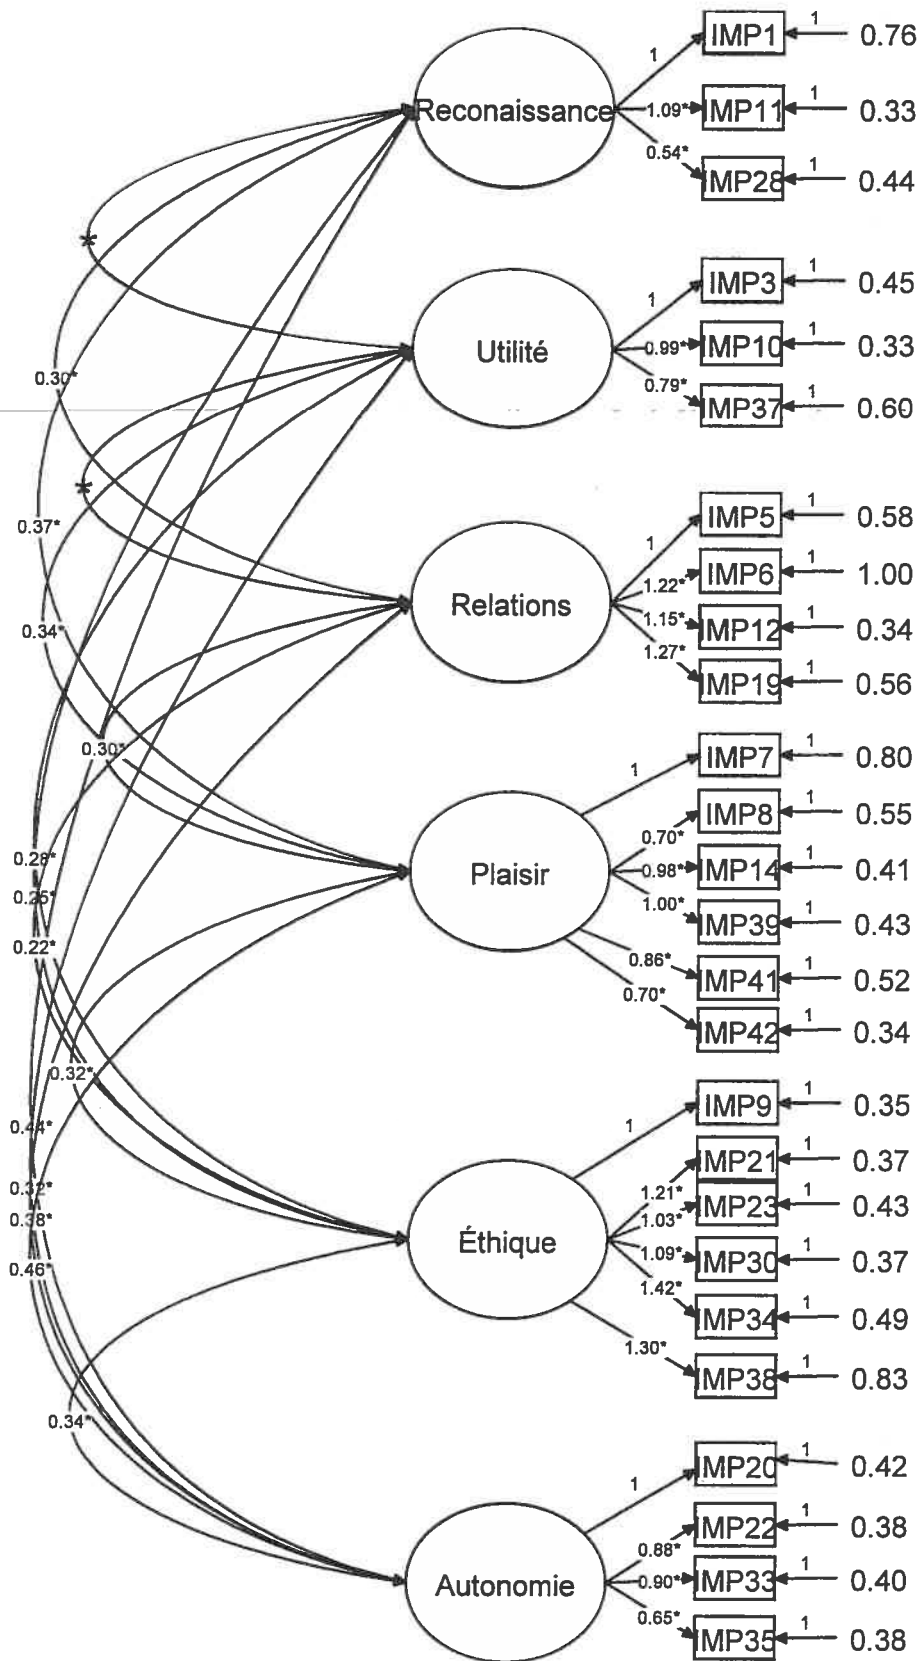 IMP1 1 0.76
1
Reconaissance 1.09* IMP11 1 0.33
0.54*
IMP28 1 0.44
*
IMP3 1 0.45
1
Utilité 0.99* IMP10 1 0.33
0.30*
0.79* IMP37 1 0.60
*
IMP5 1 0.58
0.37*
1
IMP6 1 1.00
1.22*
Relations 1.15* IMP12 1 0.34
0.34*
1.27*
IMP19 1 0.56
0.30*
IMP7 1 0.80
1
IMP8 1 0.55
0.70*
0.28*
Plaisir 0.98* IMP14 1 0.41
0.25*
1.00* IMP39 1 0.43
0.22*
0.86* IMP41 1 0.52
0.70*
IMP42 1 0.34
0.32*
IMP9 1 0.35
0.44*
1
IMP21 1 0.37
0.32*
1.21*
IMP23 1 0.43
0.38*
1.03*
Éthique
1.09* IMP30 1 0.37
0.46*
1.42*
IMP34 1 0.49
1.30*
IMP38 1 0.83
0.34*
IMP20 1 0.42
1
IMP22 1 0.38
0.88*
Autonomie 0.90* IMP33 1 0.40
0.65*
IMP35 1 0.38